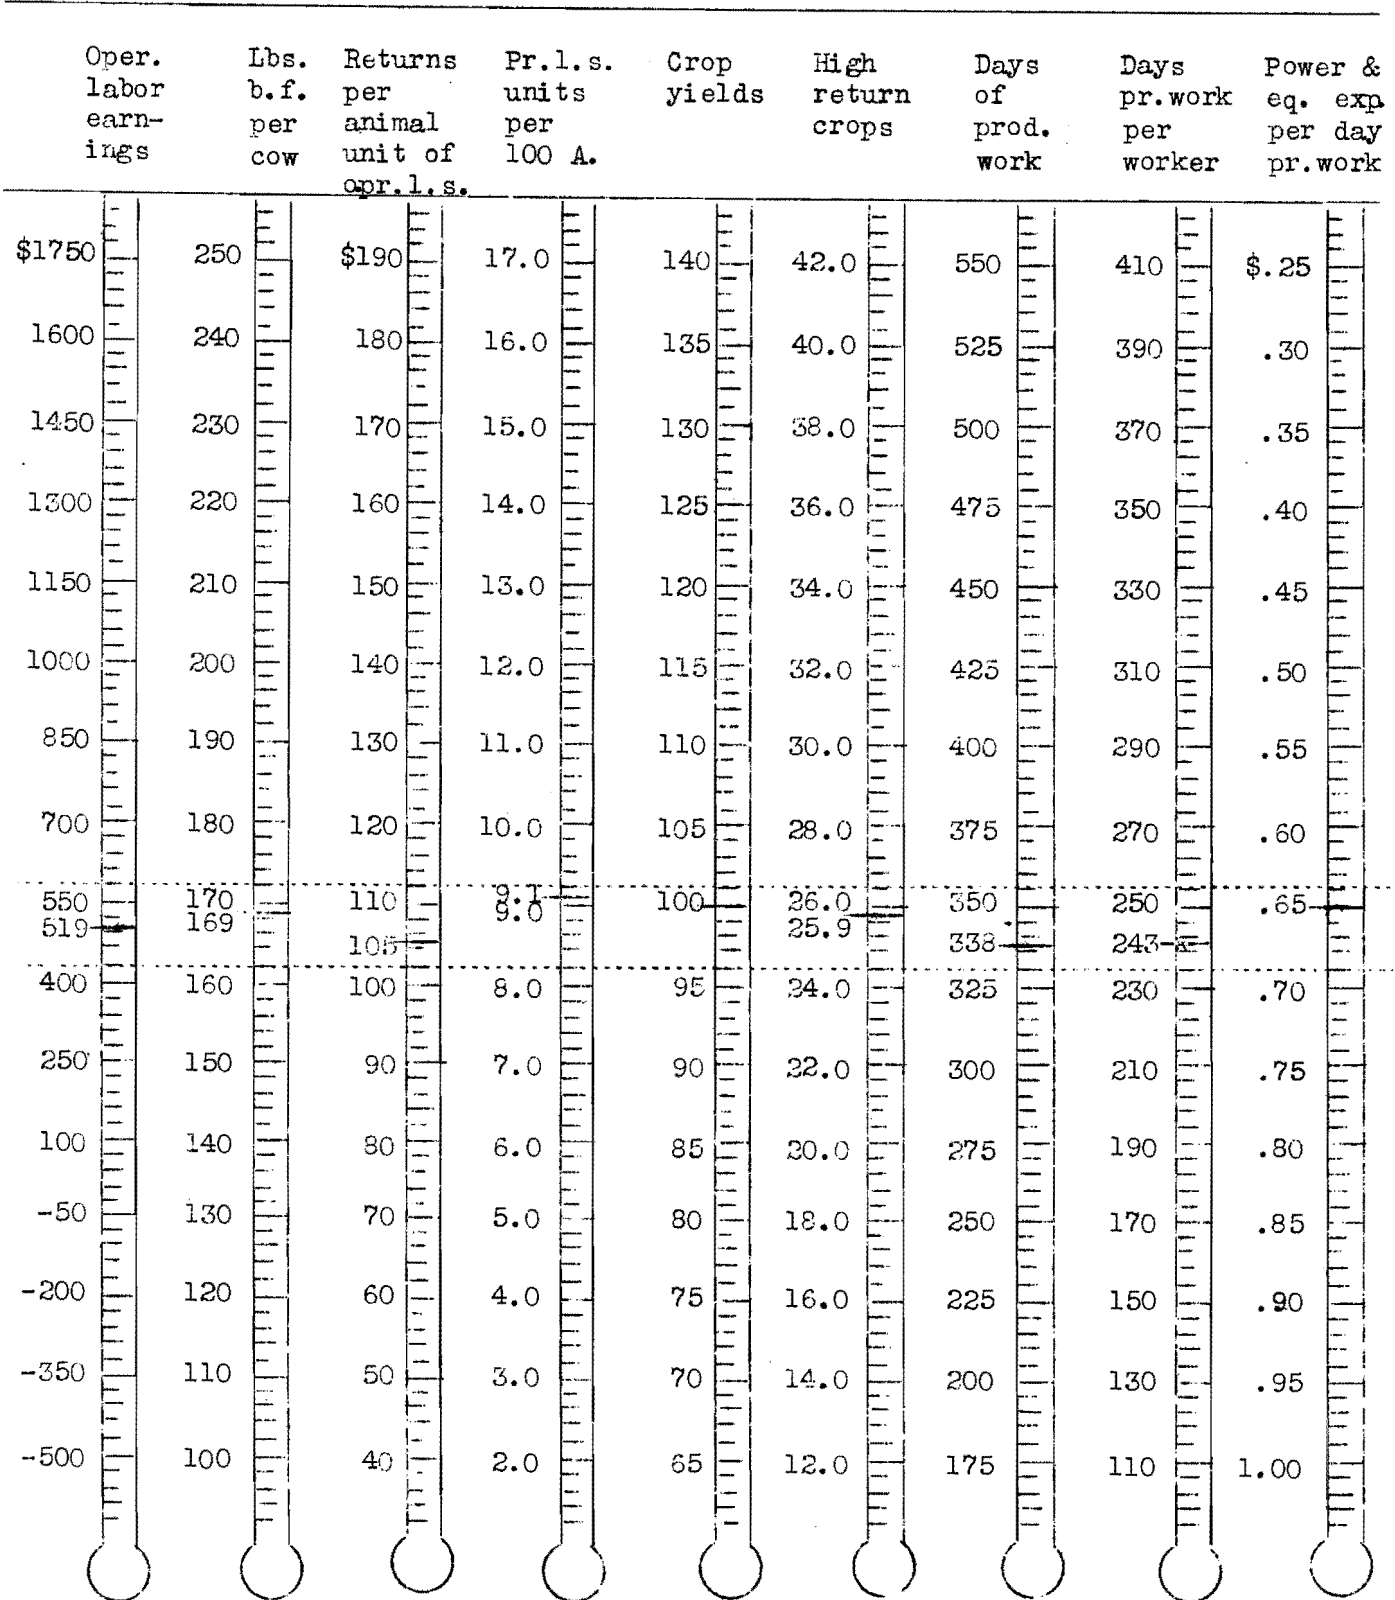 Oper. labor earn- ings Lbs. b.f. per cow Returns per animal unit of opr.l.s. Pr.l.s. units per 100 A. Crop yields High return crops Days of prod. work Days pr.work per worker Power & eq. exp. per day pr.work
$1750 250 $190 17.0 140 42.0 550 410 $.25
1600 240 180 16.0 135 40.0 525 390 .30
1450 230 170 15.0 130 38.0 500 370 .35
1300 220 160 14.0 125 36.0 475 350 .40
1150 210 150 13.0 120 34.0 450 330 .45
1000 200 140 12.0 115 32.0 425 310 .50
850 190 130 11.0 110 30.0 400 290 .55
700 180 120 10.0 105 28.0 375 270 .60
9.1
550 170 110 9.0 100 26.0 350 250 .65
519 169 105 25.9 338 243
400 160 100 8.0 95 24.0 325 230 .70
250 150 90 7.0 90 22.0 300 210 .75
100 140 80 6.0 85 20.0 275 190 .80
-50 130 70 5.0 80 18.0 250 170 .85
-200 120 60 4.0 75 16.0 225 150 .90
-350 110 50 3.0 70 14.0 200 130 .95
-500 100 40 2.0 65 12.0 175 110 1.00